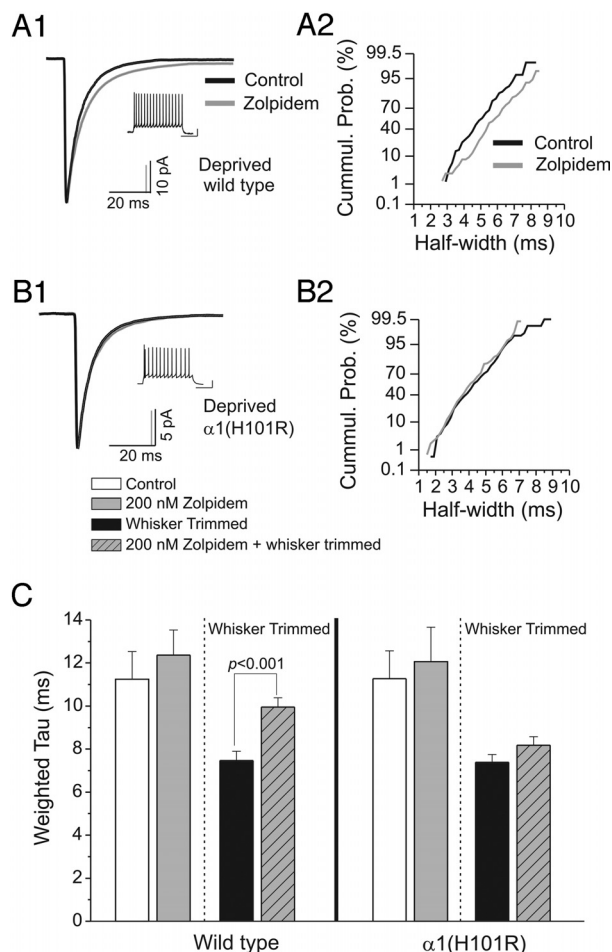 A1
Control
Zolpidem
10 pA
20 ms
Deprived
wild type
A2
Cummul. Prob. (%)
99.5
95
70
40
10
1
0.1
Control
Zolpidem
1 2 3 4 5 6 7 8 9 10
Half-width (ms)
B1
5 pA
20 ms
Deprived
α1(H101R)
B2
Cummul. Prob. (%)
99.5
95
70
40
10
1
0.1
1 2 3 4 5 6 7 8 9 10
Half-width (ms)
Control
200 nM Zolpidem
Whisker Trimmed
200 nM Zolpidem + whisker trimmed
C
Weighted Tau (ms)
14
12
10
8
6
4
2
0
Whisker Trimmed
p<0.001
Whisker Trimmed
Wild type
α1(H101R)